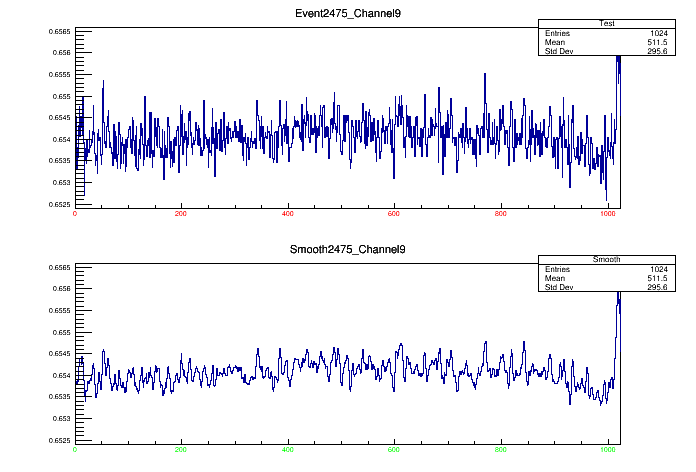 Event2475_Channel9
Test
Entries 1024
Mean 511.5
Std Dev 295.6
0.6565
0.656
0.6555
0.655
0.6545
0.654
0.6535
0.653
0.6525
0 200 400 600 800 1000
Smooth2475_Channel9
Smooth
Entries 1024
Mean 511.5
Std Dev 295.6
0.6565
0.656
0.6555
0.655
0.6545
0.654
0.6535
0.653
0.6525
0 200 400 600 800 1000